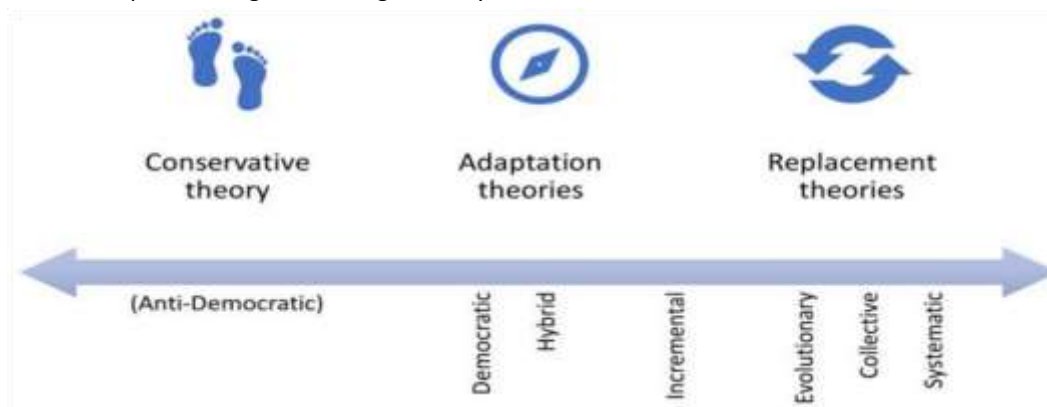 Conservative
theory
Adaptation
theories
Replacement
theories
(Anti-Democratic)
Democratic
Hybrid
Incremental
Evolutionary
Collective
Systematic